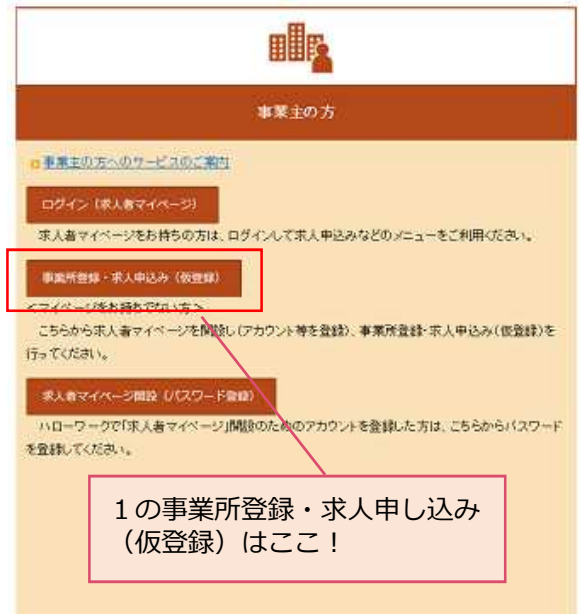 事業主の方
事業主の方へのサービスのご案内
ログイン（求人者マイページ）
求人者マイページをお持ちの方は、ログインして求人申込みなどのメニューをご利用ください。
事業所登録・求人申込み（仮登録）
＜マイページをお持ちでない方＞
こちらから求人者マイページを開設し（アカウント等を登録）、事業所登録・求人申込み（仮登録）を
行ってください。
求人者マイページ開設（パスワード登録）
ハローワークで「求人者マイページ」開設のためのアカウントを登録した方は、こちらからパスワード
を登録してください。
１の事業所登録・求人申し込み
（仮登録）はここ！